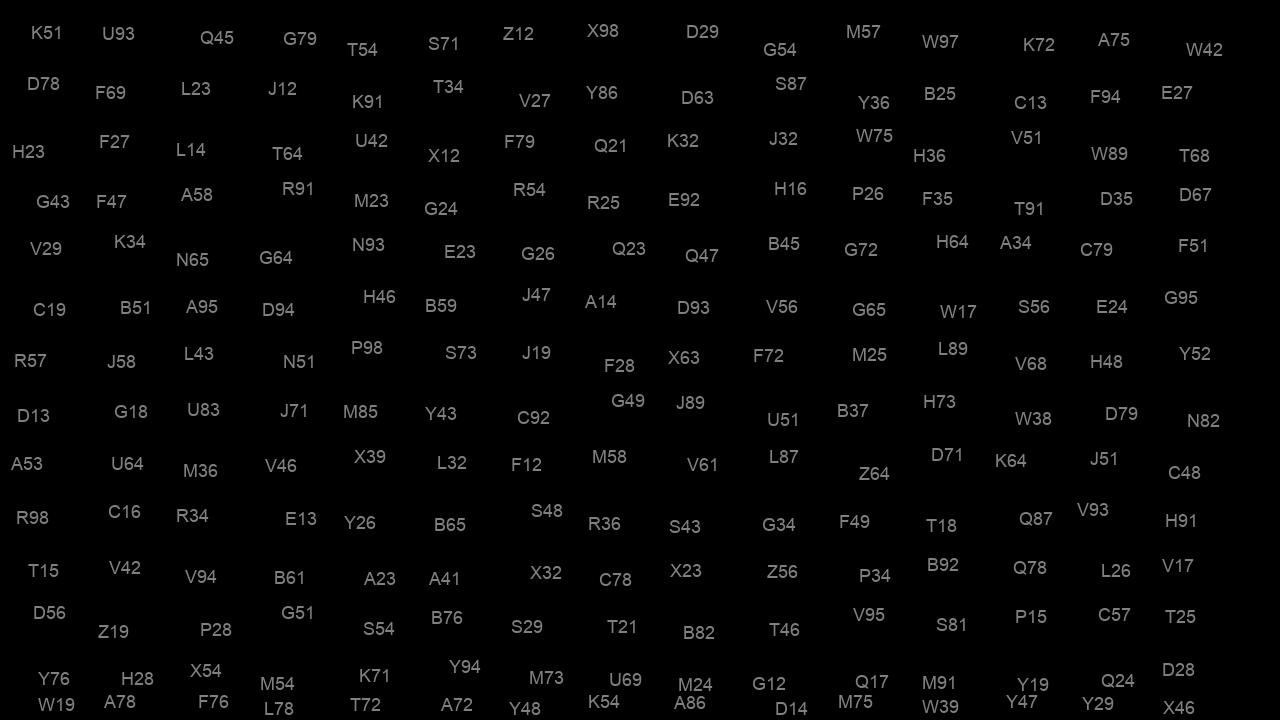 K51 U93 Q45 G79 T54 S71 Z12 X98 D29 G54 M57 W97 K72 A75 W42
D78 F69 L23 J12 K91 T34 V27 Y86 D63 S87 Y36 B25 C13 F94 E27
H23 F27 L14 T64 U42 X12 F79 Q21 K32 J32 W75 H36 V51 W89 T68
G43 F47 A58 R91 M23 G24 R54 R25 E92 H16 P26 F35 T91 D35 D67
V29 K34 N65 G64 N93 E23 G26 Q23 Q47 B45 G72 H64 A34 C79 F51
C19 B51 A95 D94 H46 B59 J47 A14 D93 V56 G65 W17 S56 E24 G95
R57 J58 L43 N51 P98 S73 J19 F28 X63 F72 M25 L89 V68 H48 Y52
D13 G18 U83 J71 M85 Y43 C92 G49 J89 U51 B37 H73 W38 D79 N82
A53 U64 M36 V46 X39 L32 F12 M58 V61 L87 Z64 D71 K64 J51 C48
R98 C16 R34 E13 Y26 B65 S48 R36 S43 G34 F49 T18 Q87 V93 H91
T15 V42 V94 B61 A23 A41 X32 C78 X23 Z56 P34 B92 Q78 L26 V17
D56 Z19 P28 G51 S54 B76 S29 T21 B82 T46 V95 S81 P15 C57 T25
Y76 H28 X54 M54 K71 Y94 M73 U69 M24 G12 Q17 M91 Y19 Q24 D28
W19 A78 F76 L78 T72 A72 Y48 K54 A86 D14 M75 W39 Y47 Y29 X46